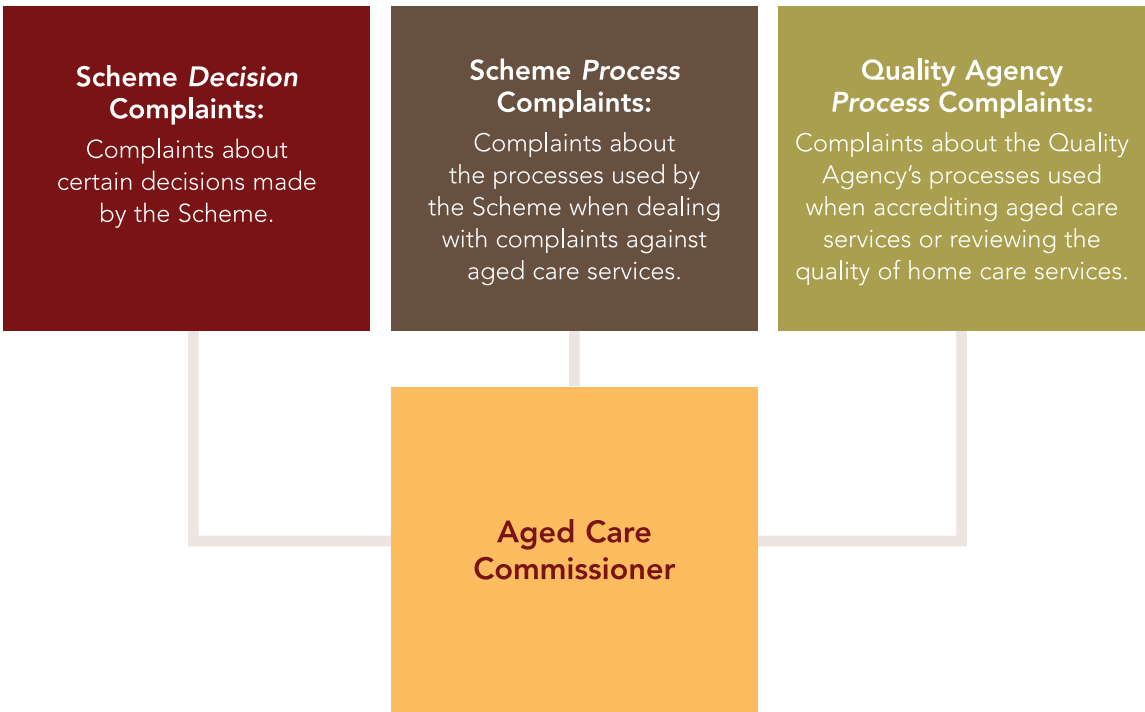 Scheme Decision
Complaints:
Complaints about
certain decisions made
by the Scheme.
Scheme Process
Complaints:
Complaints about
the processes used by
the Scheme when dealing
with complaints against
aged care services.
Quality Agency
Process Complaints:
Complaints about the Quality
Agency’s processes used
when accrediting aged care
services or reviewing the
quality of home care services.
Aged Care
Commissioner